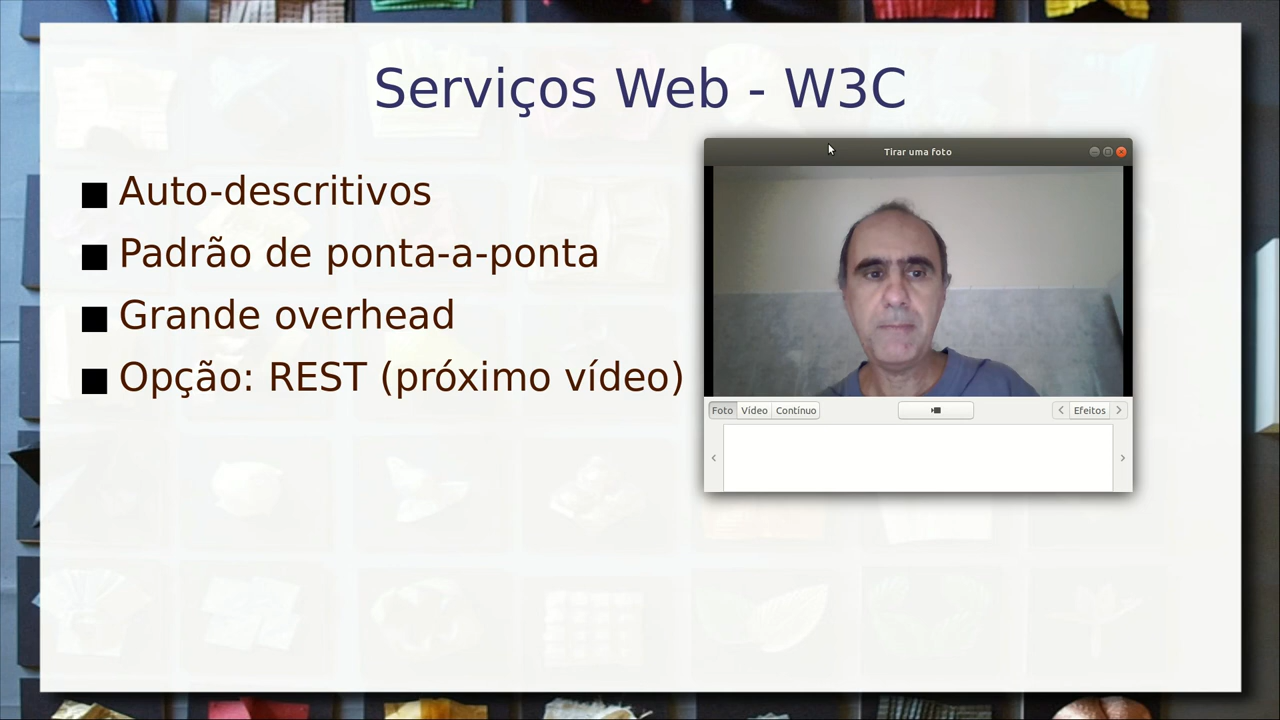 Serviços Web - W3C
Auto-descritivos
Padrão de ponta-a-ponta
Grande overhead
Opção: REST (próximo vídeo)
Tirar uma foto
Foto Vídeo Contínuo
Efeitos